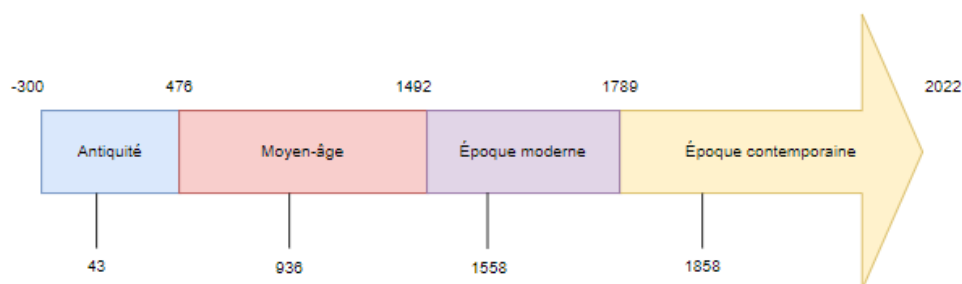 -300 476 1492 1789 2022
Antiquité Moyen-âge Époque moderne Époque contemporaine
43 936 1558 1858